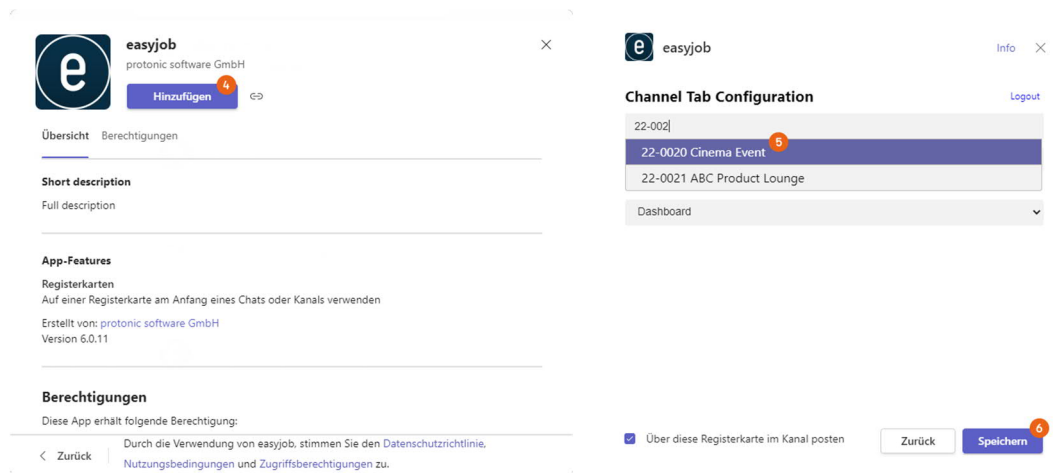 easyjob
protonic software GmbH
Hinzufügen
4
Übersicht Berechtigungen
Short description
Full description
App-Features
Registerkarten
Auf einer Registerkarte am Anfang eines Chats oder Kanals verwenden
Erstellt von: protonic software GmbH
Version 6.0.11
Berechtigungen
Diese App erhält folgende Berechtigung:
Zurück
Durch die Verwendung von easyjob, stimmen Sie den Datenschutzrichtlinie,
Nutzungsbedingungen und Zugriffsberechtigungen zu.
e easyjob
Info
Channel Tab Configuration
Logout
22-002
22-0020 Cinema Event
5
22-0021 ABC Product Lounge
Dashboard
Über diese Registerkarte im Kanal posten
Zurück
Speichern
6